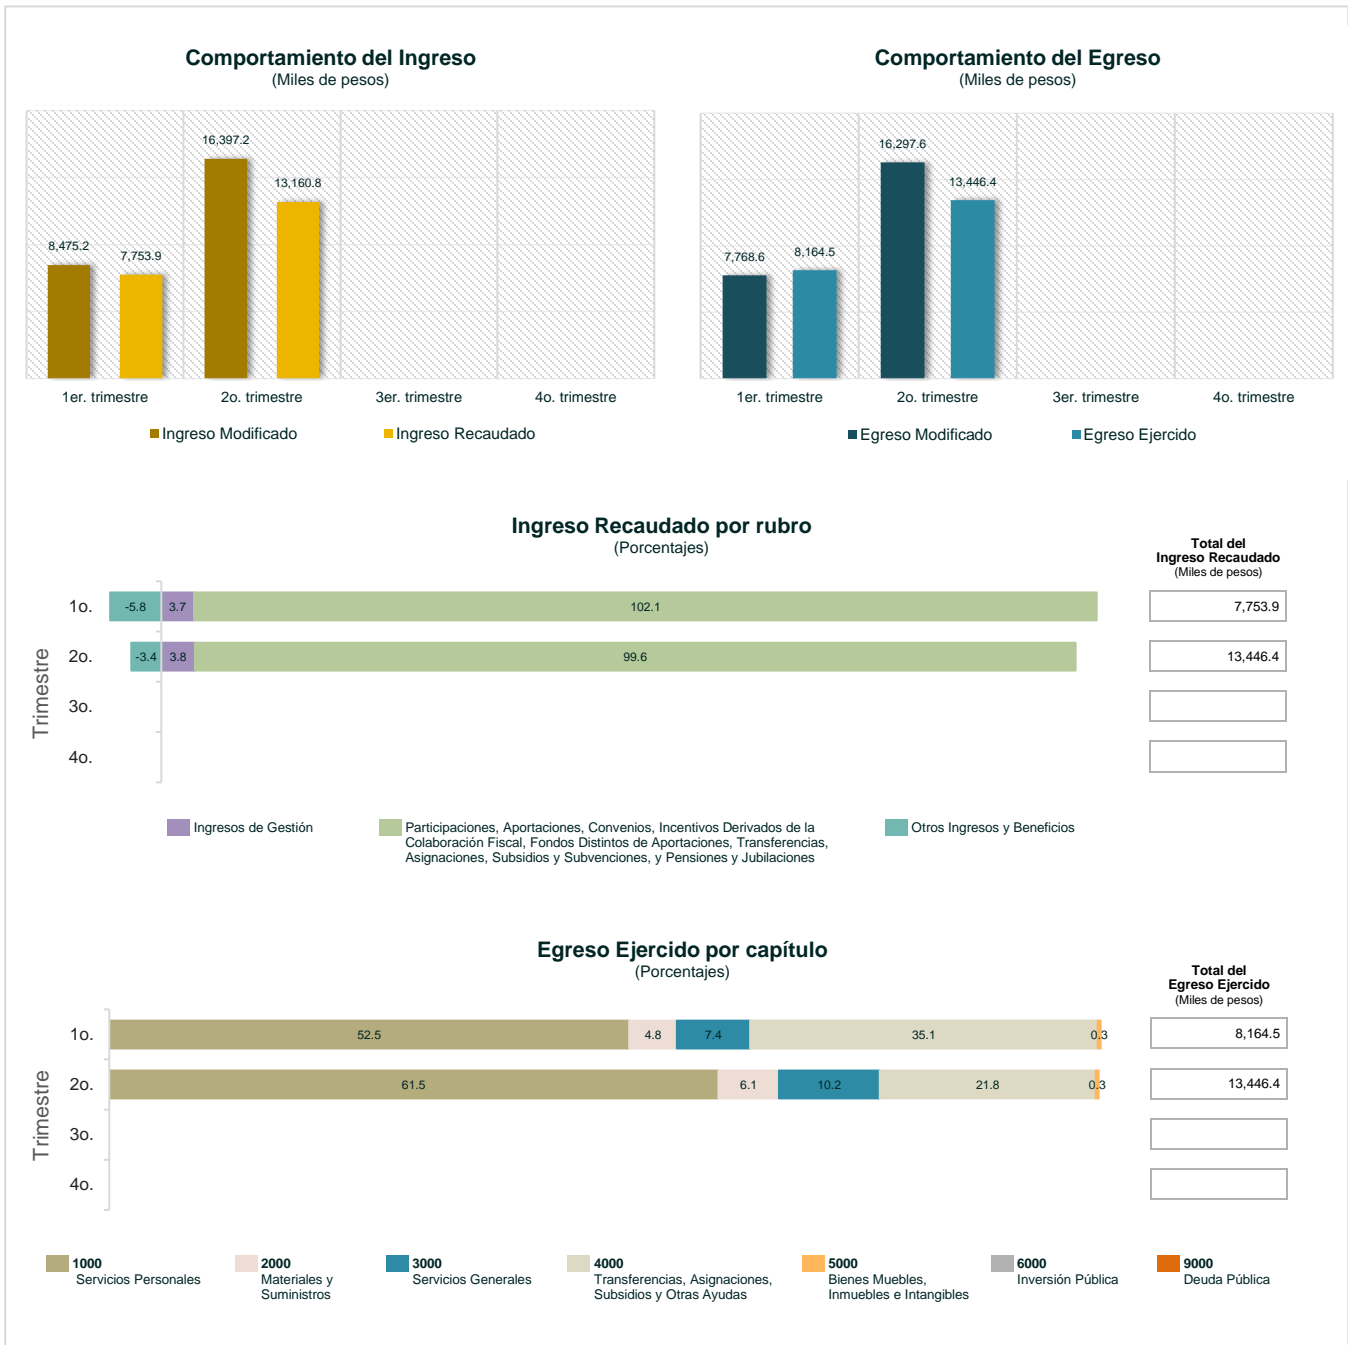 Comportamiento del Ingreso
(Miles de pesos)
8,475.2
7,753.9
16,397.2
13,160.8
1er. trimestre
2o. trimestre
3er. trimestre
4o. trimestre
Ingreso Modificado
Ingreso Recaudado
Comportamiento del Egreso
(Miles de pesos)
7,768.6
8,164.5
16,297.6
13,446.4
1er. trimestre
2o. trimestre
3er. trimestre
4o. trimestre
Egreso Modificado
Egreso Ejercido
Ingreso Recaudado por rubro
(Porcentajes)
Total del
Ingreso Recaudado
(Miles de pesos)
Trimestre
1o.
-5.8
3.7
102.1
7,753.9
2o.
-3.4
3.8
99.6
13,446.4
3o.
4o.
Ingresos de Gestión
Participaciones, Aportaciones, Convenios, Incentivos Derivados de la
Colaboración Fiscal, Fondos Distintos de Aportaciones, Transferencias,
Asignaciones, Subsidios y Subvenciones, y Pensiones y Jubilaciones
Otros Ingresos y Beneficios
Egreso Ejercido por capítulo
(Porcentajes)
Total del
Egreso Ejercido
(Miles de pesos)
Trimestre
1o.
52.5
4.8
7.4
35.1
0.3
8,164.5
2o.
61.5
6.1
10.2
21.8
0.3
13,446.4
3o.
4o.
1000
Servicios Personales
2000
Materiales y
Suministros
3000
Servicios Generales
4000
Transferencias, Asignaciones,
Subsidios y Otras Ayudas
5000
Bienes Muebles,
Inmuebles e Intangibles
6000
Inversión Pública
9000
Deuda Pública